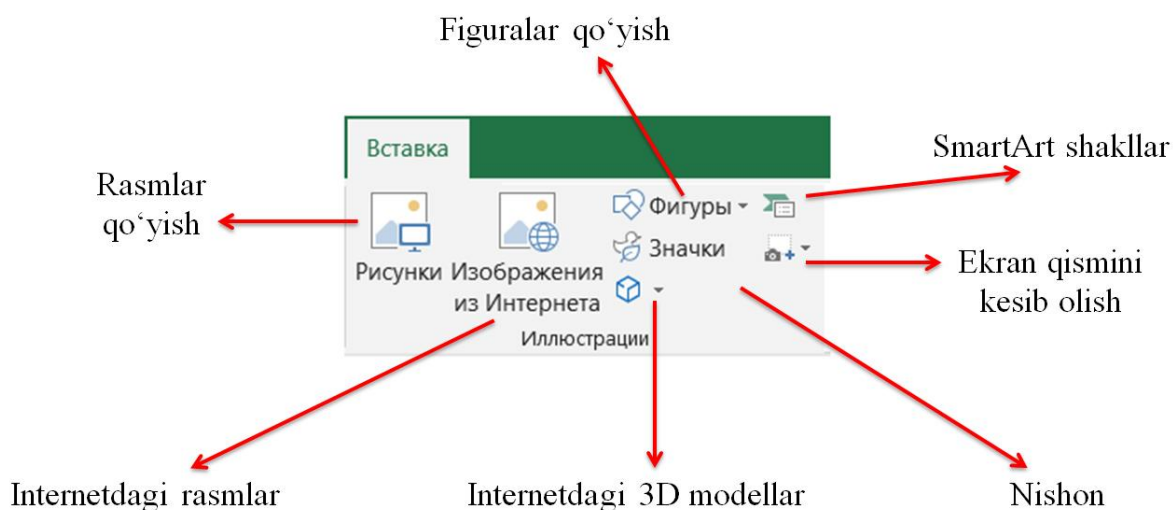 Figuralar qo‘yish
Вставка
SmartArt shakllar
Rasmlar
qo‘yish
Фигуры
Значки
Рисунки
Изображения
из Интернета
Иллюстрации
Ekran qismini
kesib olish
Internetdagi rasmlar
Internetdagi 3D modellar
Nishon